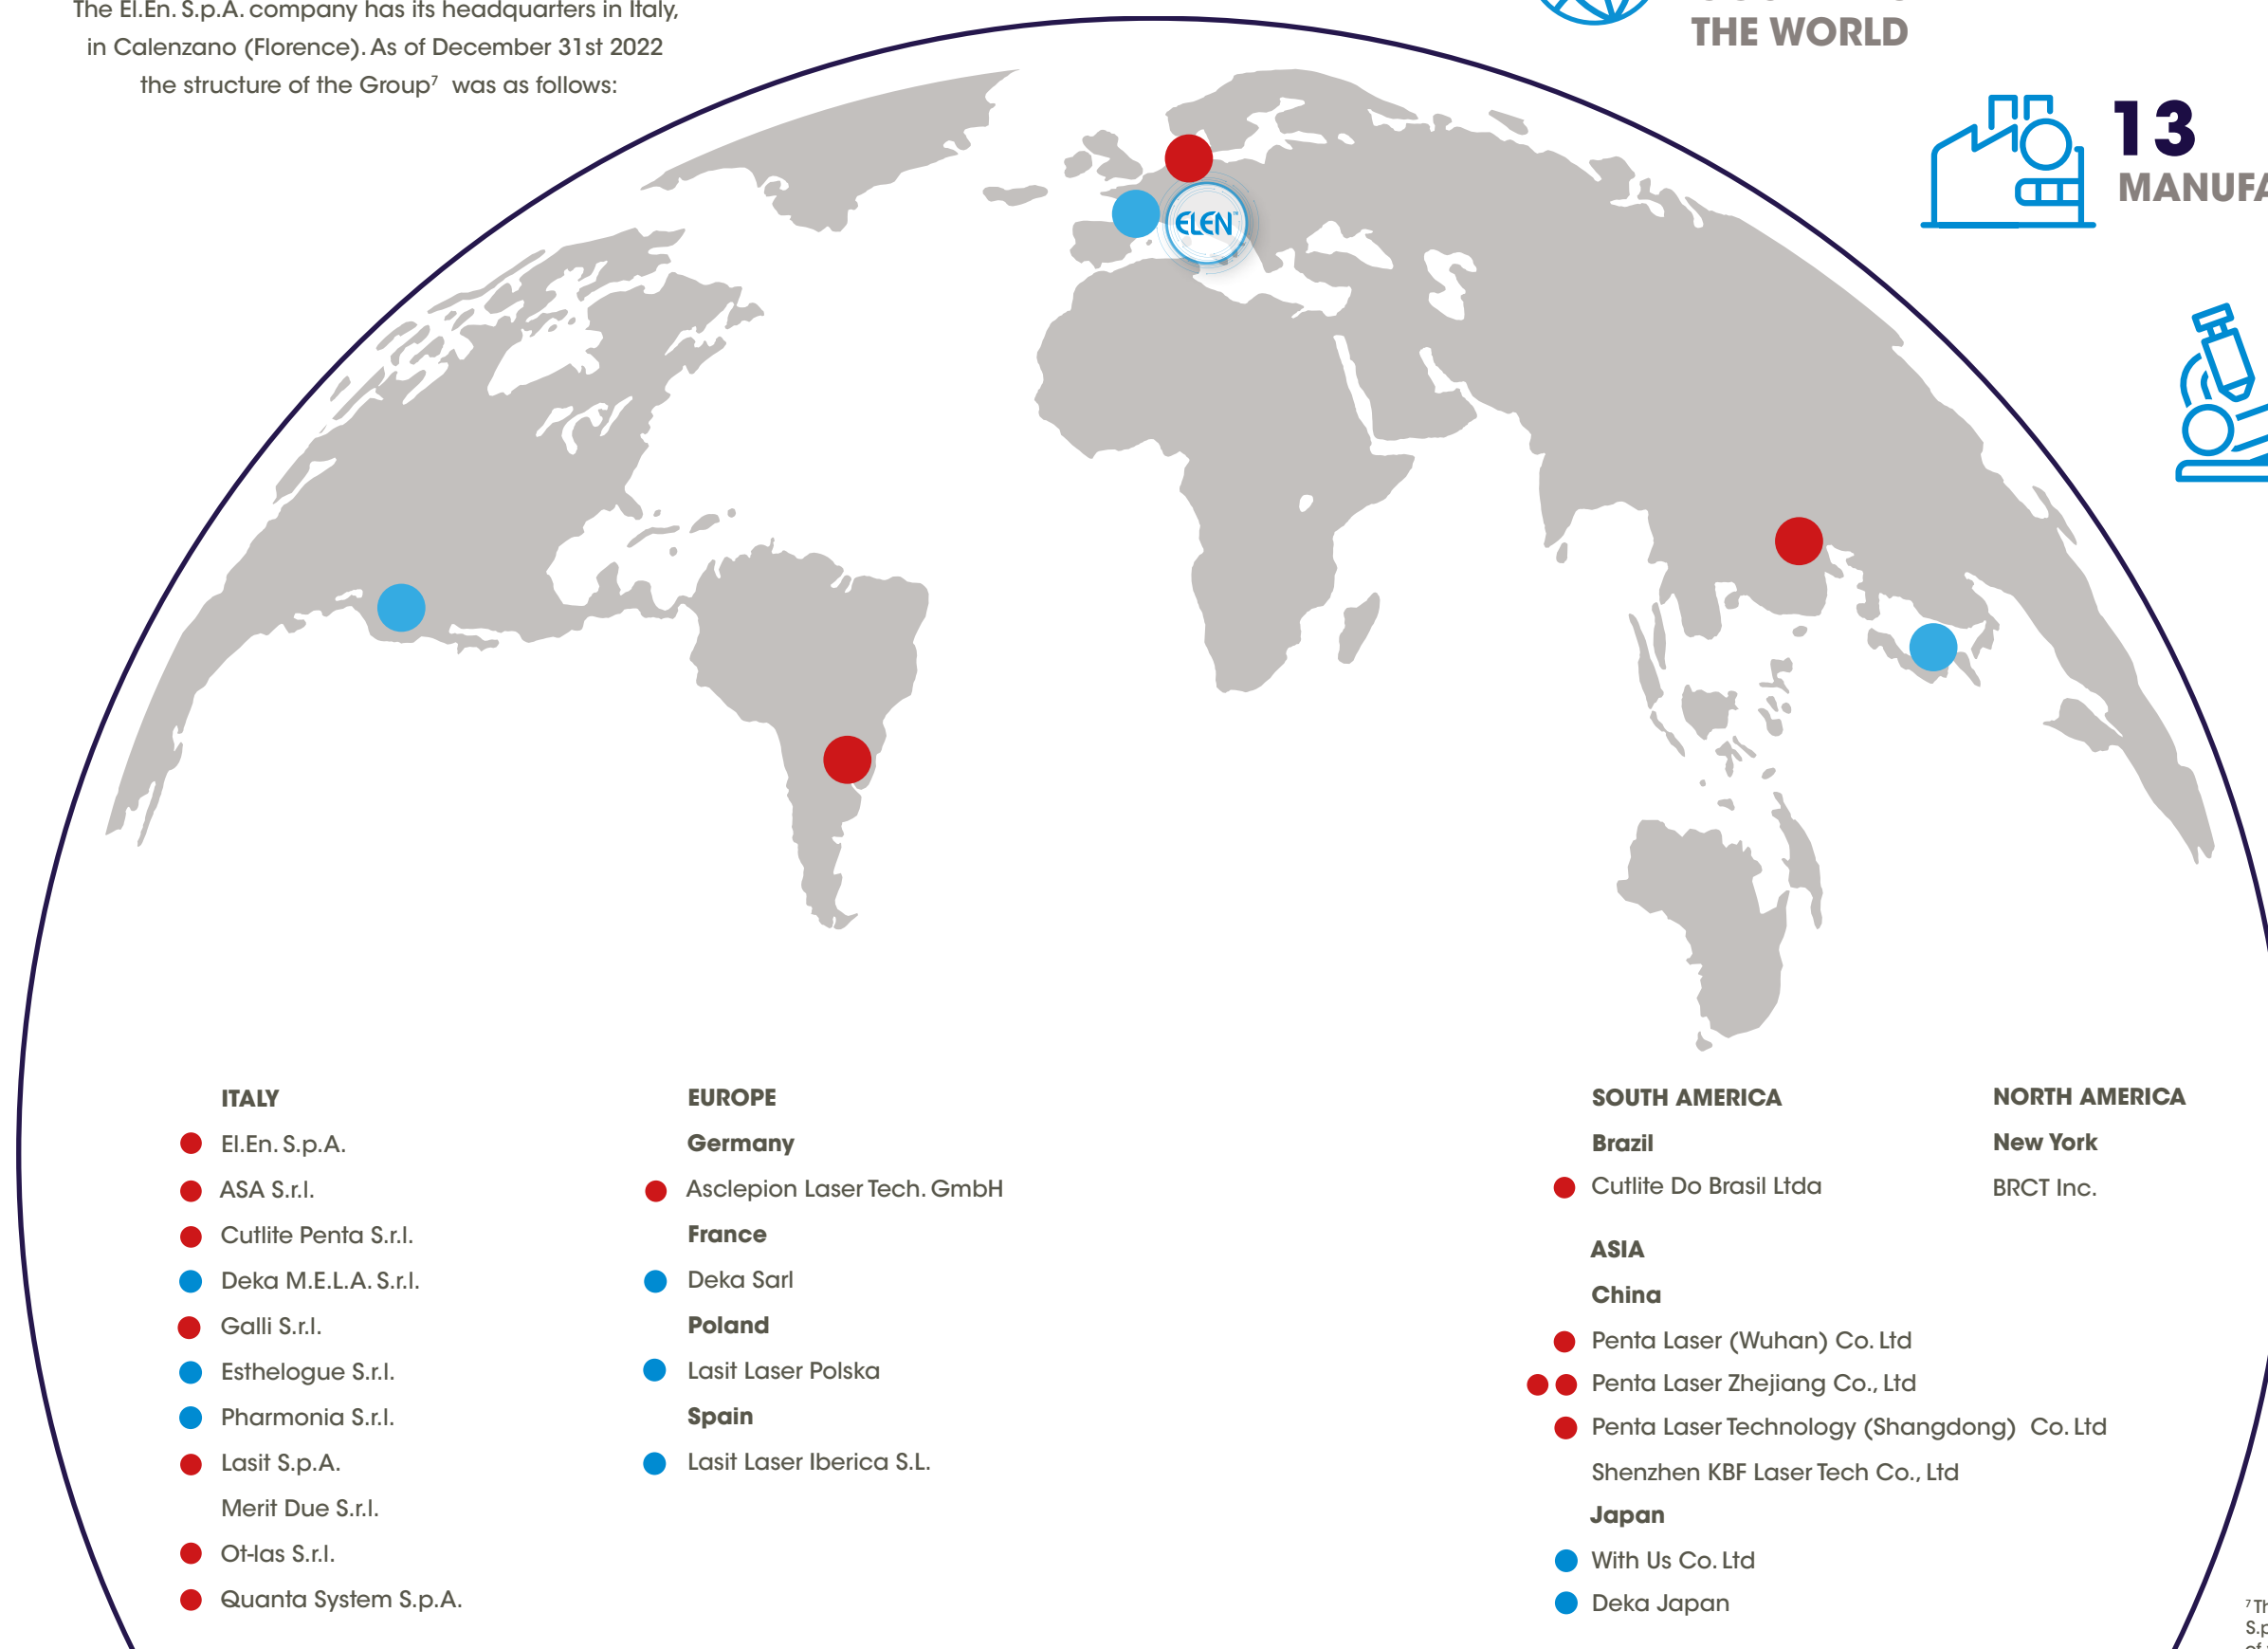 The El.En. S.p.A. company has its headquarters in Italy,
in Calenzano (Florence). As of December 31st 2022
the structure of the Group⁷ was as follows:
THE WORLD
13
MANUFA
ELEN™
ITALY
El.En. S.p.A.
ASA S.r.l.
Cutlite Penta S.r.l.
Deka M.E.L.A. S.r.l.
Galli S.r.l.
Esthelogue S.r.l.
Pharmonia S.r.l.
Lasit S.p.A.
Merit Due S.r.l.
Ot-las S.r.l.
Quanta System S.p.A.
EUROPE
Germany
Asclepion Laser Tech. GmbH
France
Deka Sarl
Poland
Lasit Laser Polska
Spain
Lasit Laser Iberica S.L.
SOUTH AMERICA
Brazil
Cutlite Do Brasil Ltda
ASIA
China
Penta Laser (Wuhan) Co. Ltd
Penta Laser Zhejiang Co., Ltd
Penta Laser Technology (Shangdong) Co. Ltd
Shenzhen KBF Laser Tech Co., Ltd
Japan
With Us Co. Ltd
Deka Japan
NORTH AMERICA
New York
BRCT Inc.
⁷ Th
S.p